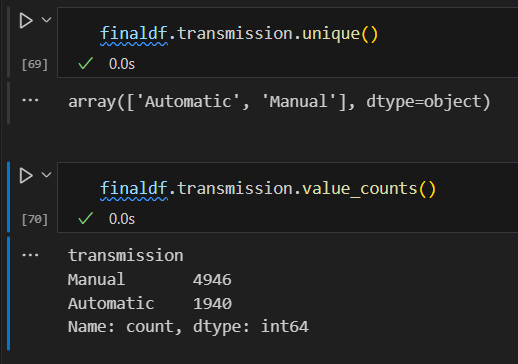 finaldf.transmission.unique()
[69]
0.0s
array(['Automatic', 'Manual'], dtype=object)
finaldf.transmission.value_counts()
[70]
0.0s
transmission
Manual 4946
Automatic 1940
Name: count, dtype: int64